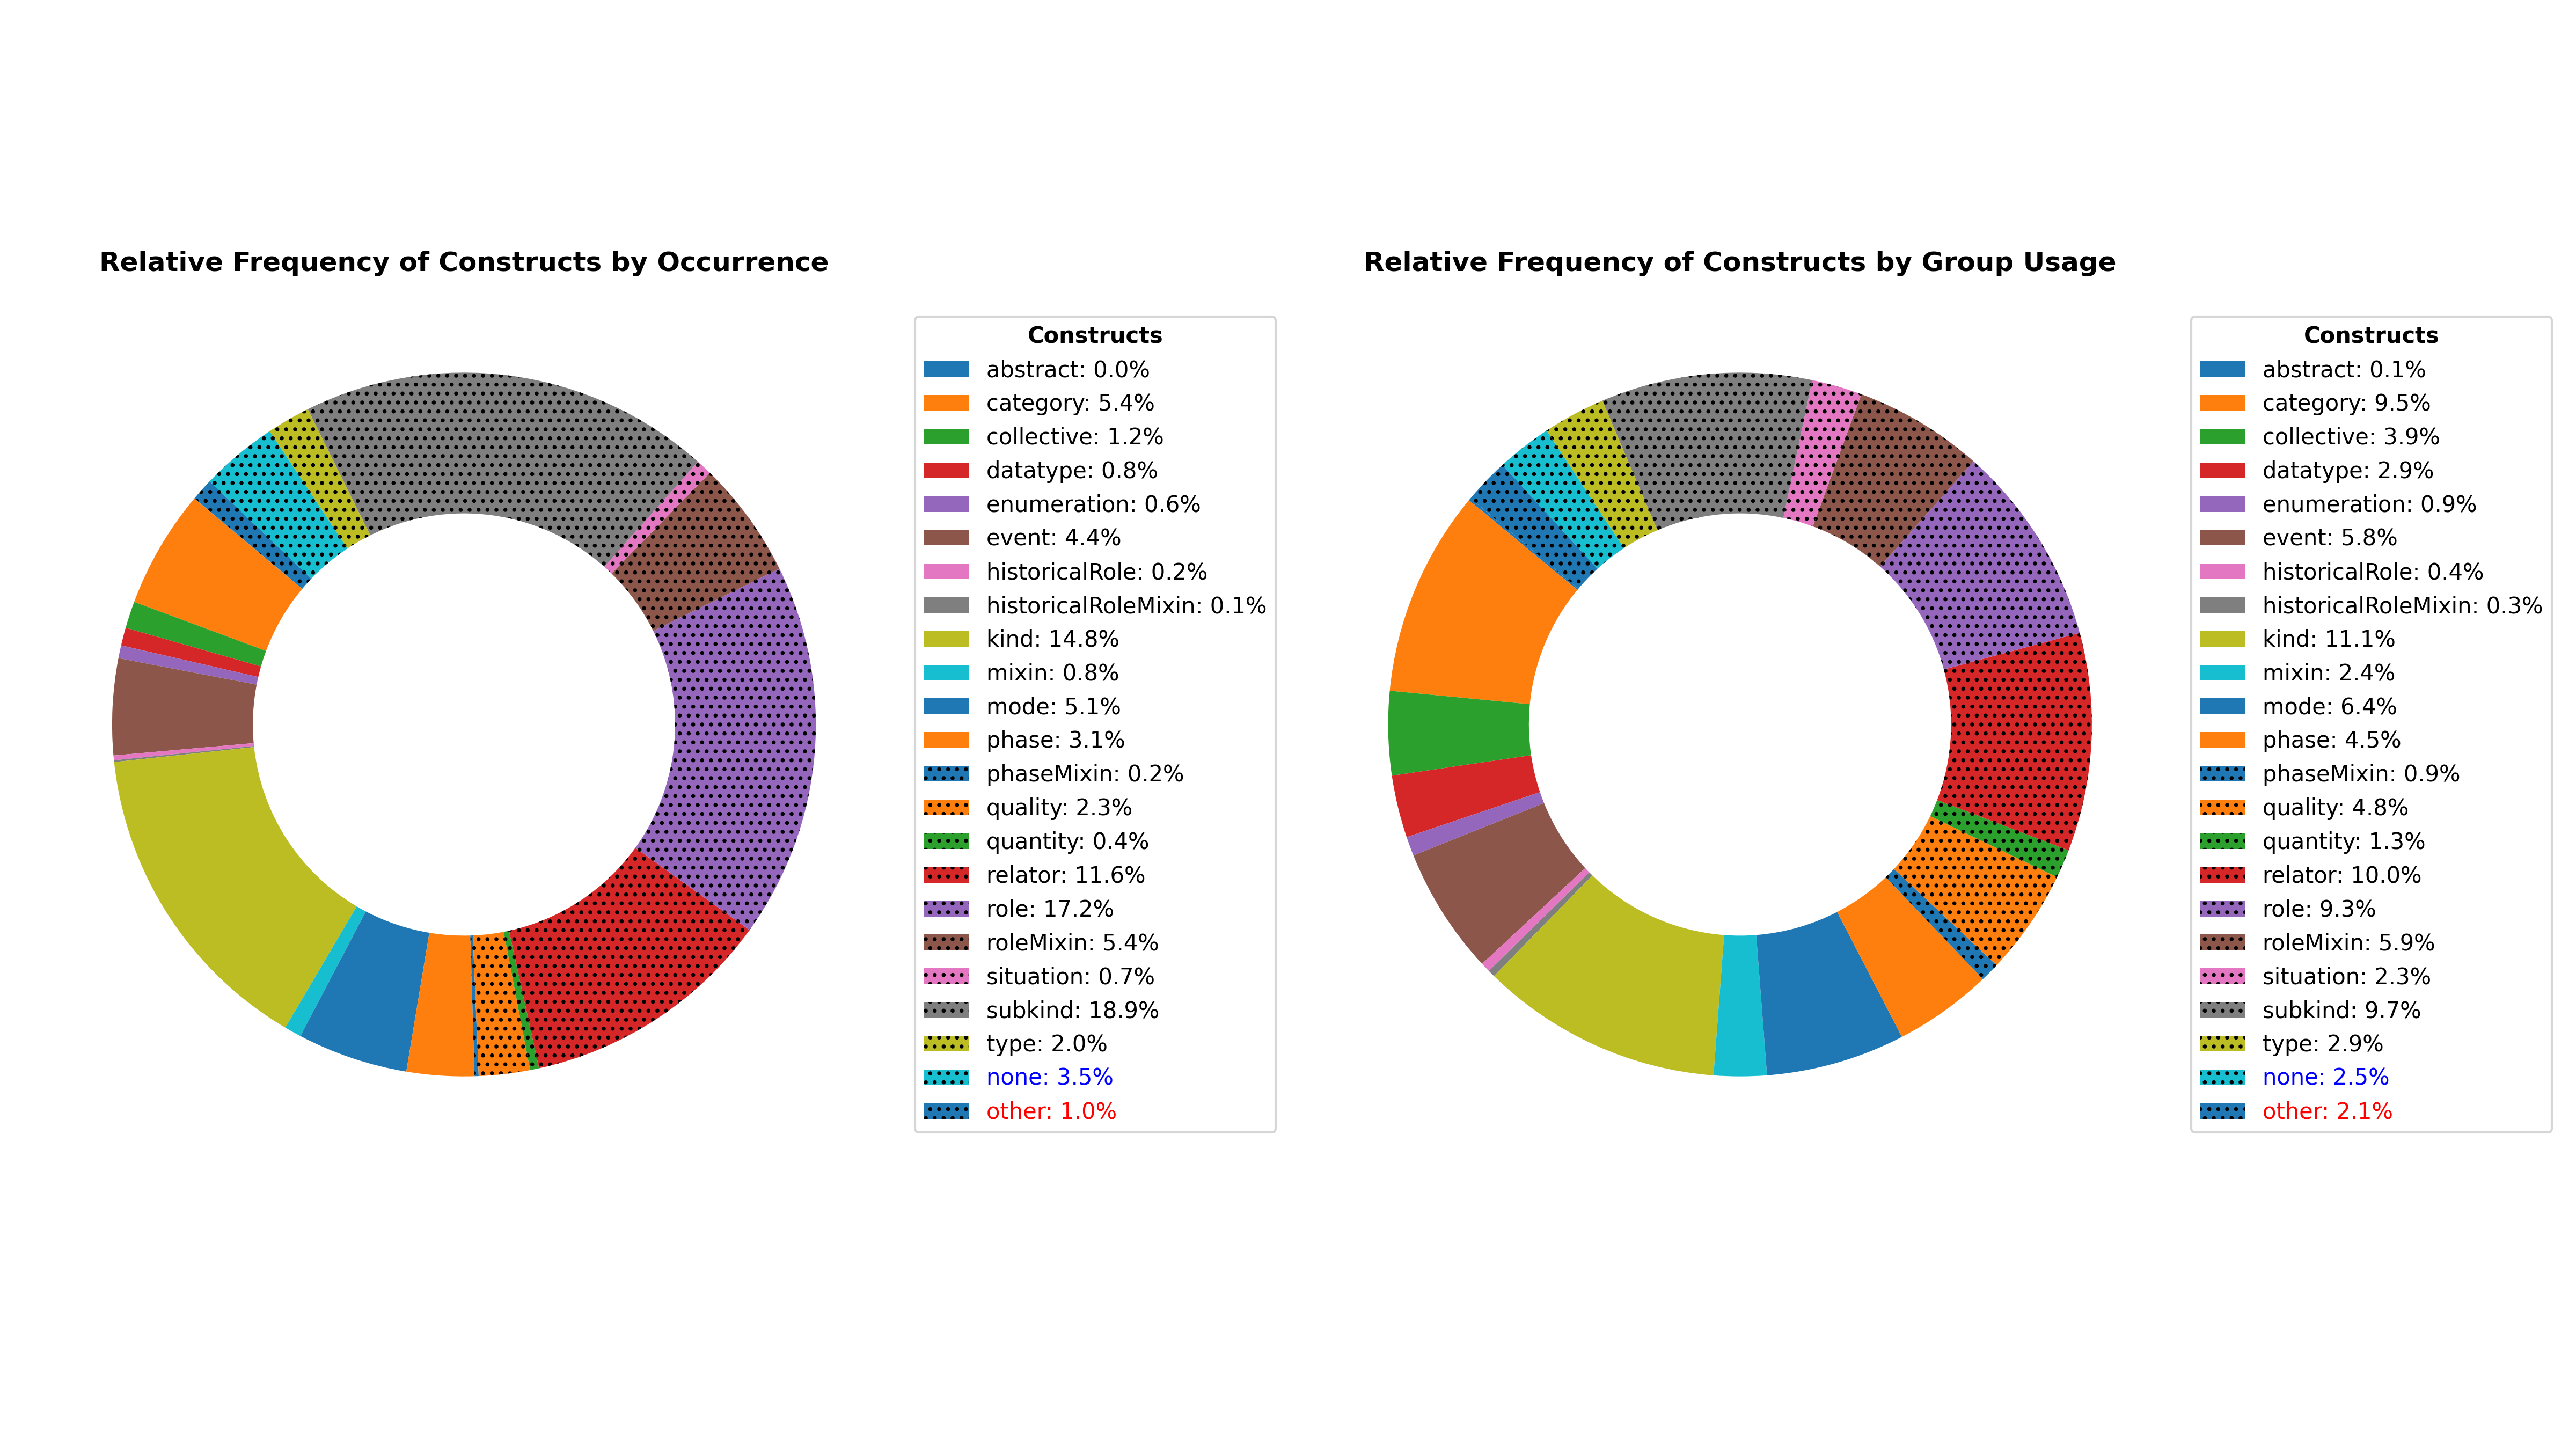 Relative Frequency of Constructs by Occurrence
Constructs
abstract: 0.0%
category: 5.4%
collective: 1.2%
datatype: 0.8%
enumeration: 0.6%
event: 4.4%
historicalRole: 0.2%
historicalRoleMixin: 0.1%
kind: 14.8%
mixin: 0.8%
mode: 5.1%
phase: 3.1%
phaseMixin: 0.2%
quality: 2.3%
quantity: 0.4%
relator: 11.6%
role: 17.2%
roleMixin: 5.4%
situation: 0.7%
subkind: 18.9%
type: 2.0%
none: 3.5%
other: 1.0%
Relative Frequency of Constructs by Group Usage
Constructs
abstract: 0.1%
category: 9.5%
collective: 3.9%
datatype: 2.9%
enumeration: 0.9%
event: 5.8%
historicalRole: 0.4%
historicalRoleMixin: 0.3%
kind: 11.1%
mixin: 2.4%
mode: 6.4%
phase: 4.5%
phaseMixin: 0.9%
quality: 4.8%
quantity: 1.3%
relator: 10.0%
role: 9.3%
roleMixin: 5.9%
situation: 2.3%
subkind: 9.7%
type: 2.9%
none: 2.5%
other: 2.1%